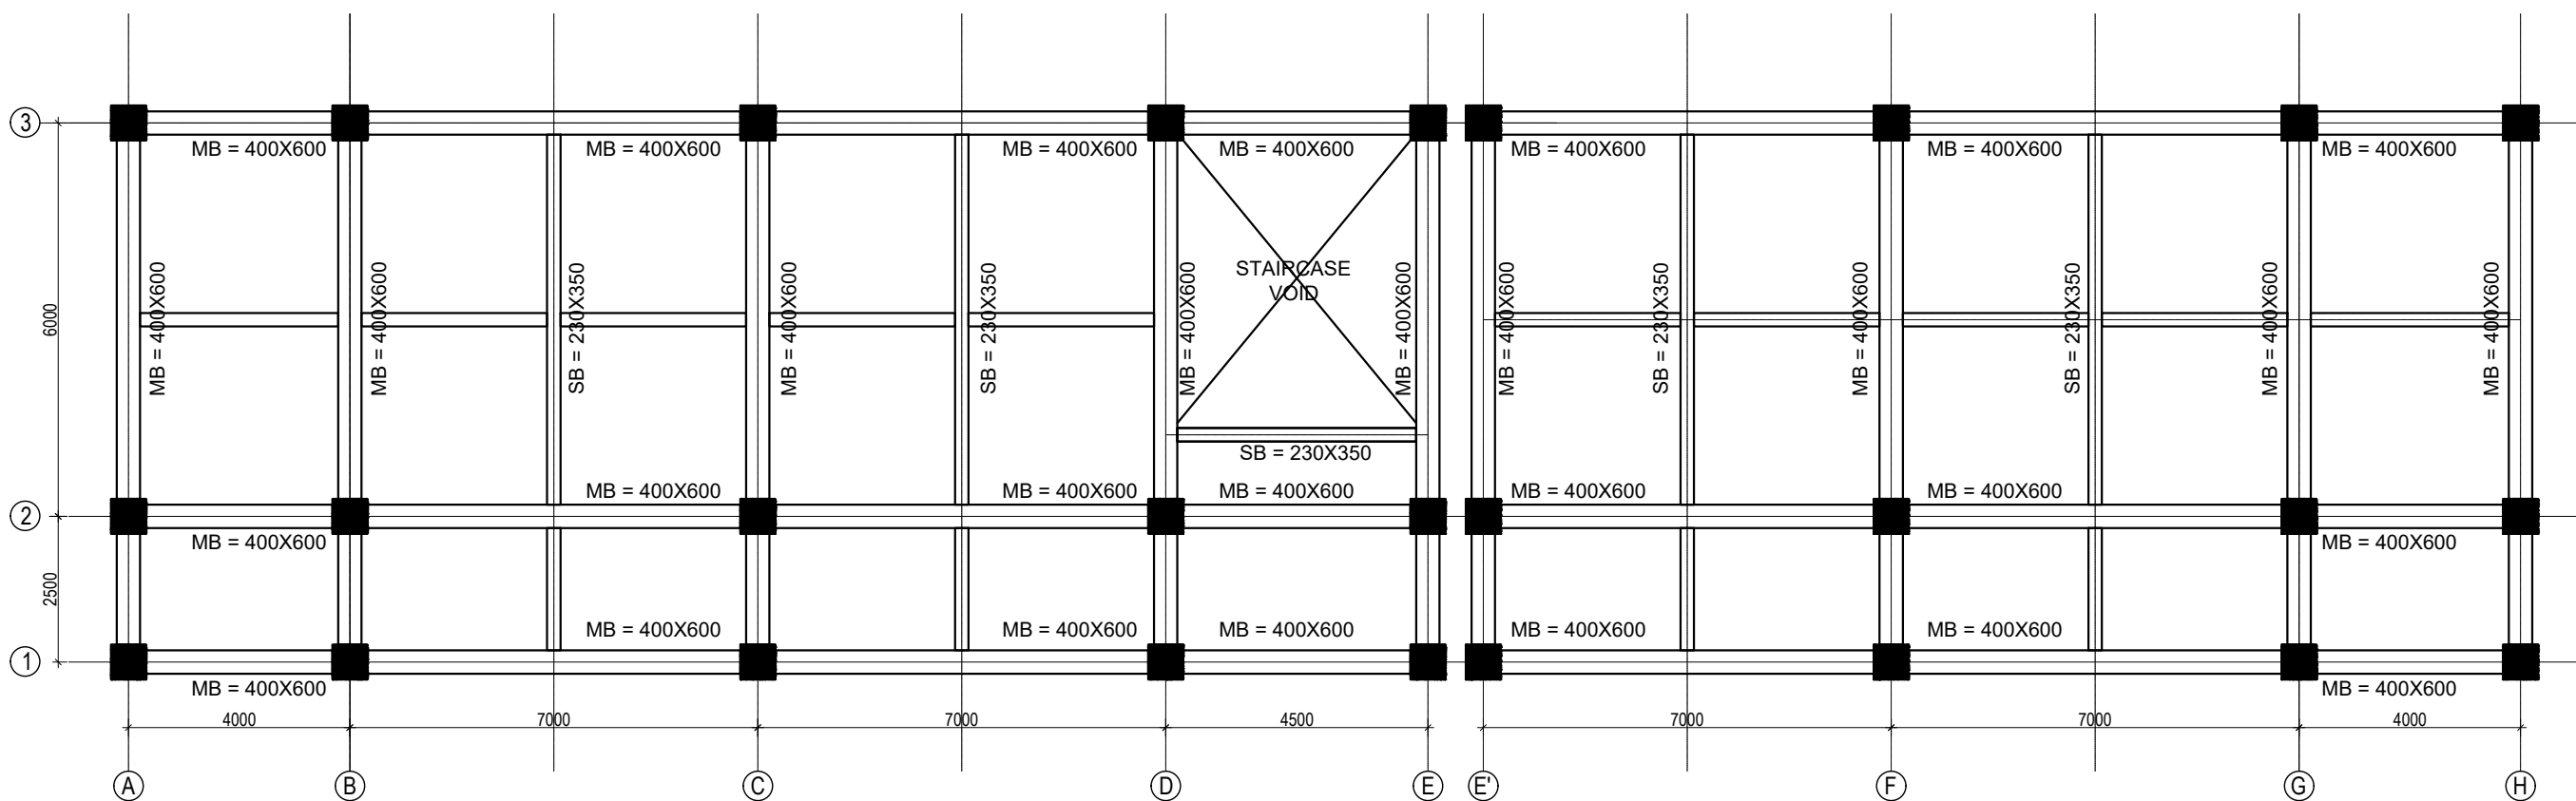 3
MB = 400X600
MB = 400X600
MB = 400X600
MB = 400X600
MB = 400X600
MB = 400X600
MB = 400X600
6000
MB = 400X600
MB = 400X600
SB = 230X350
MB = 400X600
SB = 230X350
MB = 400X600
STAIRCASE
VOID
MB = 400X600
MB = 400X600
SB = 230X350
MB = 400X600
SB = 230X350
MB = 400X600
MB = 400X600
SB = 230X350
MB = 400X600
MB = 400X600
MB = 400X600
MB = 400X600
MB = 400X600
2
MB = 400X600
MB = 400X600
2500
MB = 400X600
MB = 400X600
MB = 400X600
MB = 400X600
MB = 400X600
1
MB = 400X600
MB = 400X600
4000
7000
7000
4500
7000
7000
4000
A
B
C
D
E
E'
F
G
H